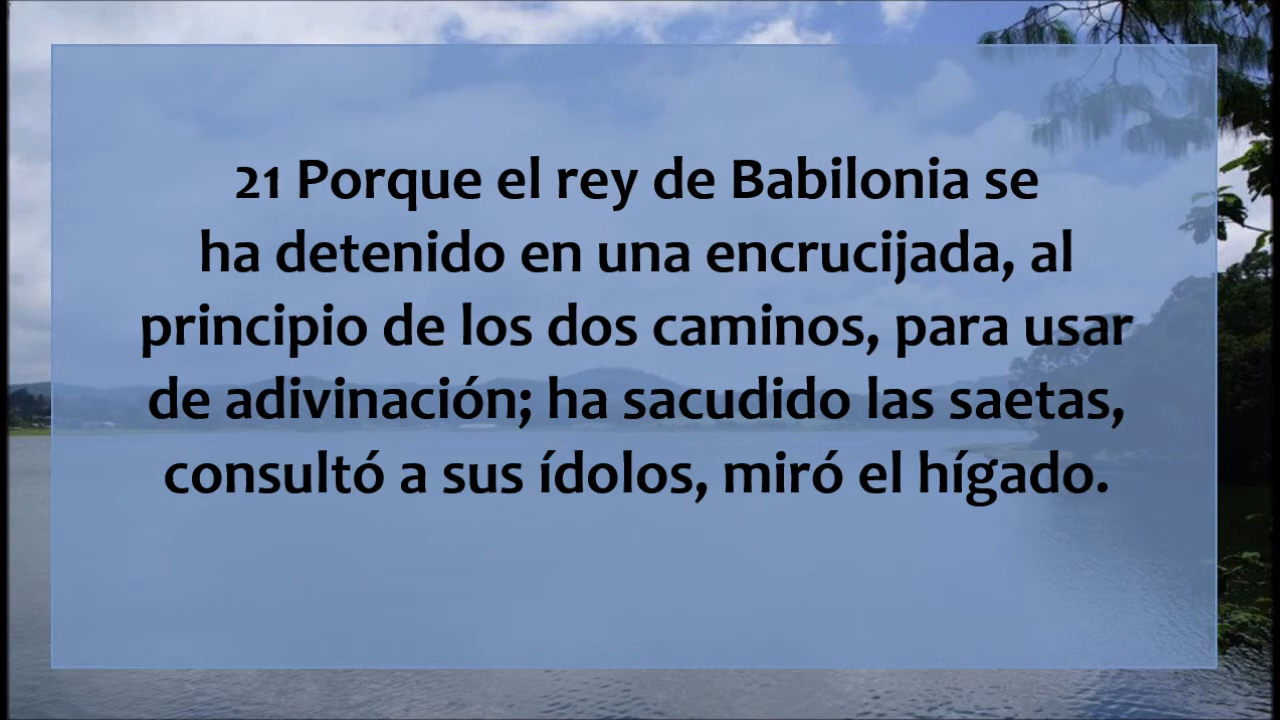 21 Porque el rey de Babilonia se
ha detenido en una encrucijada, al
principio de los dos caminos, para usar
de adivinación; ha sacudido las saetas,
consultó a sus ídolos, miró el hígado.